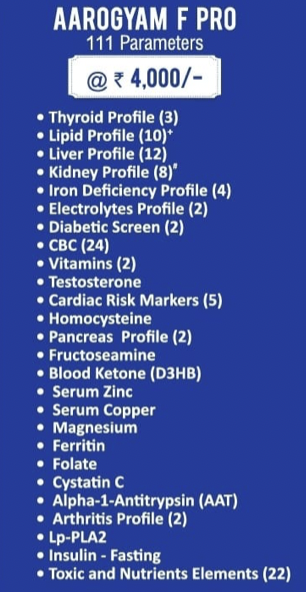 AAROGYAM F PRO
111 Parameters
@ ₹ 4,000/-
• Thyroid Profile (3)
• Lipid Profile (10)+
• Liver Profile (12)
• Kidney Profile (8)#
• Iron Deficiency Profile (4)
• Electrolytes Profile (2)
• Diabetic Screen (2)
• CBC (24)
• Vitamins (2)
• Testosterone
• Cardiac Risk Markers (5)
• Homocysteine
• Pancreas Profile (2)
• Fructoseamine
• Blood Ketone (D3HB)
• Serum Zinc
• Serum Copper
• Magnesium
• Ferritin
• Folate
• Cystatin C
• Alpha-1-Antitrypsin (AAT)
• Arthritis Profile (2)
• Lp-PLA2
• Insulin - Fasting
• Toxic and Nutrients Elements (22)